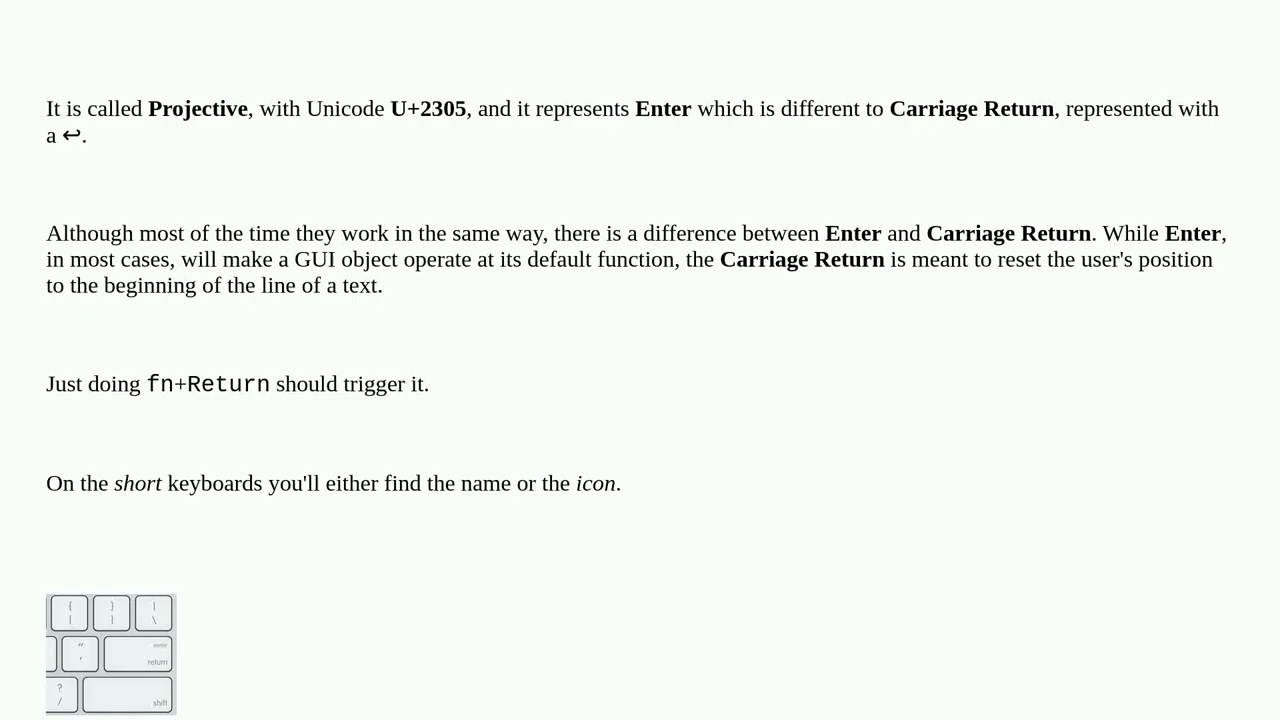 It is called Projective, with Unicode U+2305, and it represents Enter which is different to Carriage Return, represented with
a ↩.
Although most of the time they work in the same way, there is a difference between Enter and Carriage Return. While Enter,
in most cases, will make a GUI object operate at its default function, the Carriage Return is meant to reset the user's position
to the beginning of the line of a text.
Just doing fn+Return should trigger it.
On the short keyboards you'll either find the name or the icon.
{ } |
[ ] \
" enter
' return
?
/ shift